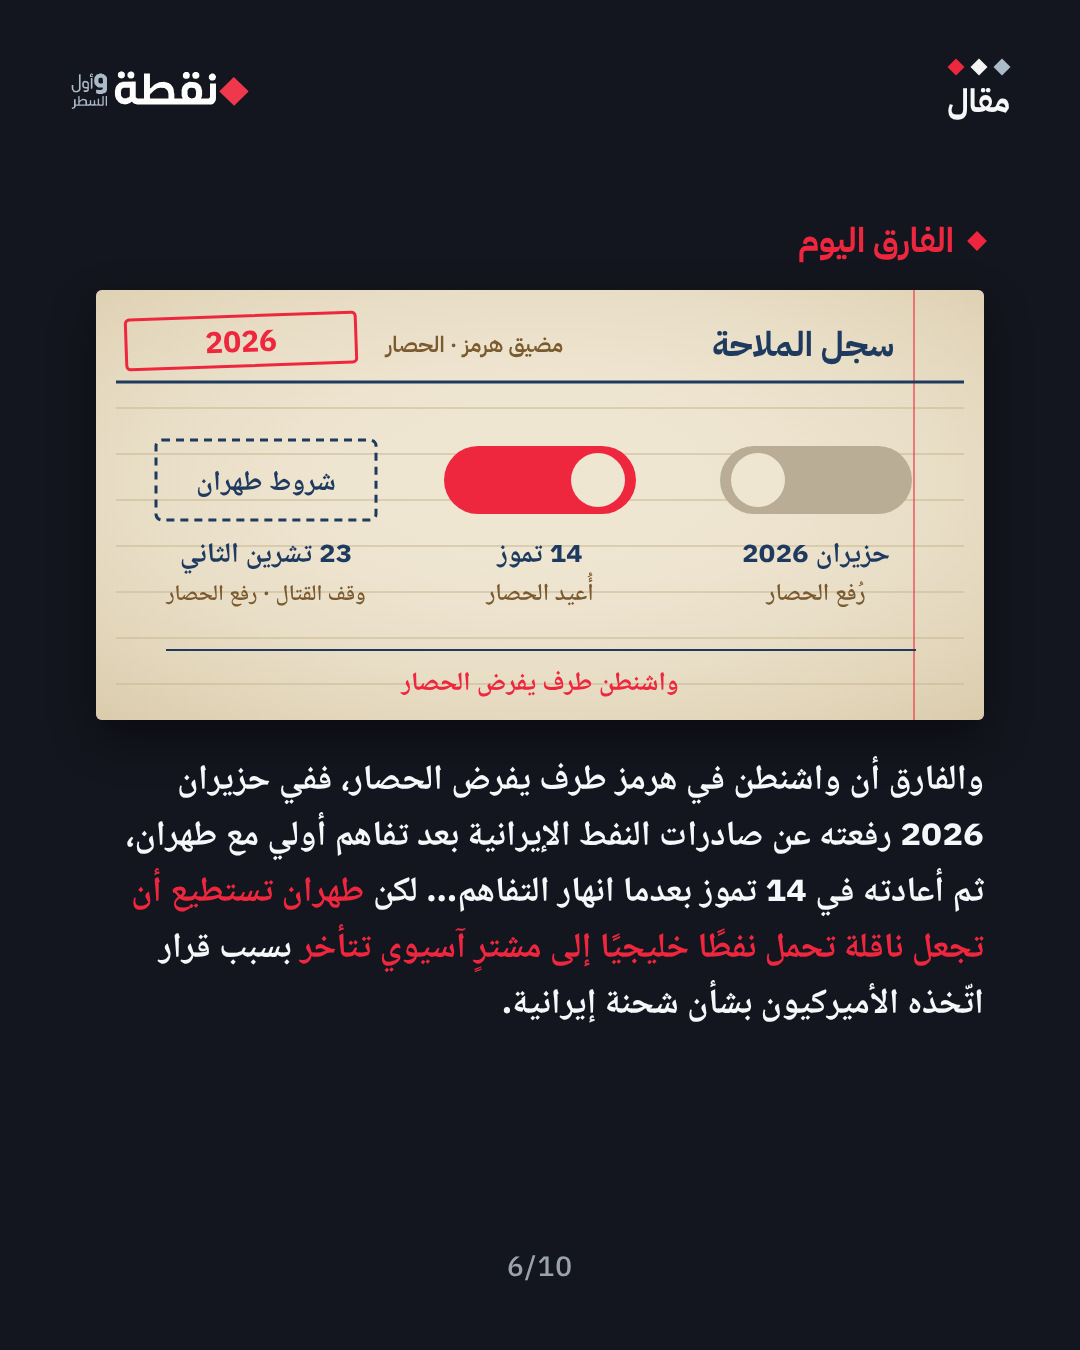 مقال
نقطة
وأول
السطر
الفارق اليوم
سجل الملاحة
مضيق هرمز · الحصار
2026
شروط طهران
حزيران 2026
رُفع الحصار
14 تموز
أُعيد الحصار
23 تشرين الثاني
وقف القتال · رفع الحصار
واشنطن طرف يفرض الحصار
والفارق أن واشنطن في هرمز طرف يفرض الحصار، ففي حزيران
2026 رفعته عن صادرات النفط الإيرانية بعد تفاهم أولي مع طهران،
ثم أعادته في 14 تموز بعدما انهار التفاهم... لكن طهران تستطيع أن
تجعل ناقلة تحمل نفطًا خليجيًا إلى مشترٍ آسيوي تتأخر بسبب قرار
اتّخذه الأميركيون بشأن شحنة إيرانية.
6/10